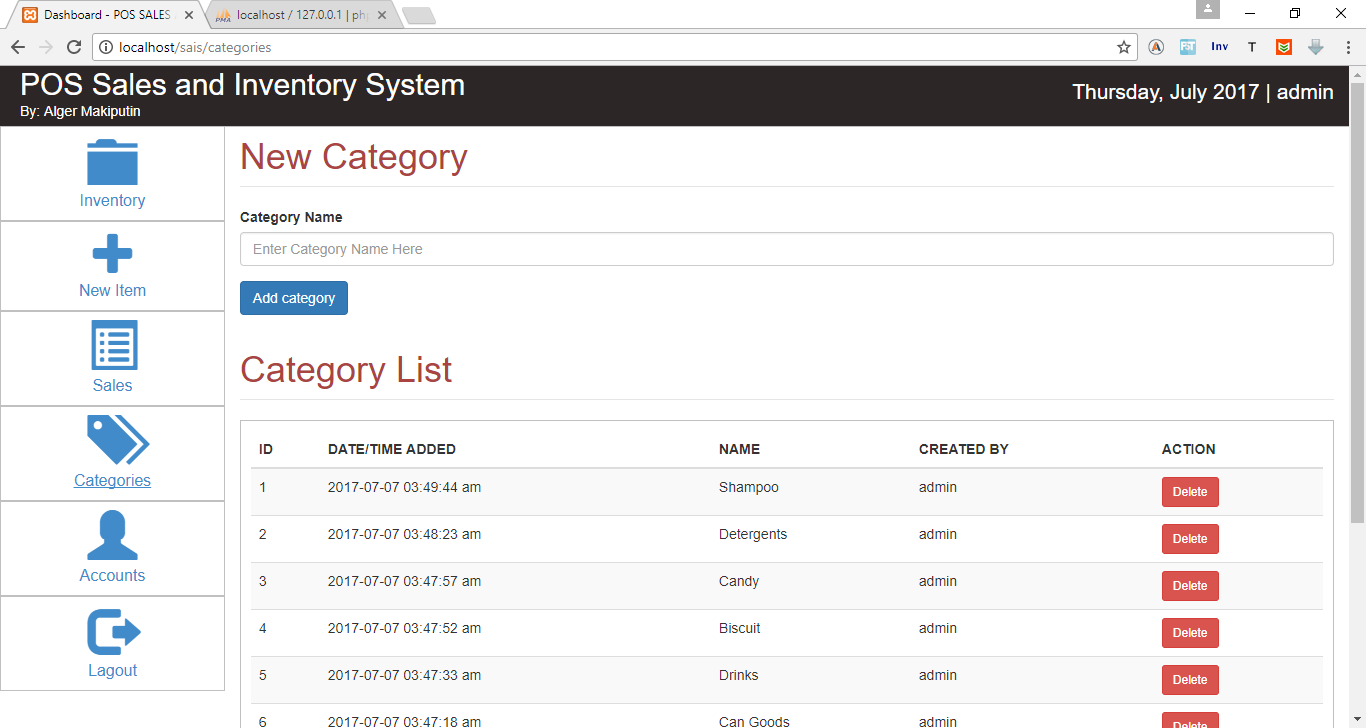 Dashboard - POS SALES
localhost / 127.0.0.1 | ph
localhost/sais/categories
Inv
T
POS Sales and Inventory System
By: Alger Makiputin
Thursday, July 2017 | admin
Inventory
New Item
Sales
Categories
Accounts
Lagout
New Category
Category Name
Enter Category Name Here
Add category
Category List
ID DATE/TIME ADDED NAME CREATED BY ACTION
1 2017-07-07 03:49:44 am Shampoo admin Delete
2 2017-07-07 03:48:23 am Detergents admin Delete
3 2017-07-07 03:47:57 am Candy admin Delete
4 2017-07-07 03:47:52 am Biscuit admin Delete
5 2017-07-07 03:47:33 am Drinks admin Delete
6 2017-07-07 03:47:18 am Can Goods admin Delete